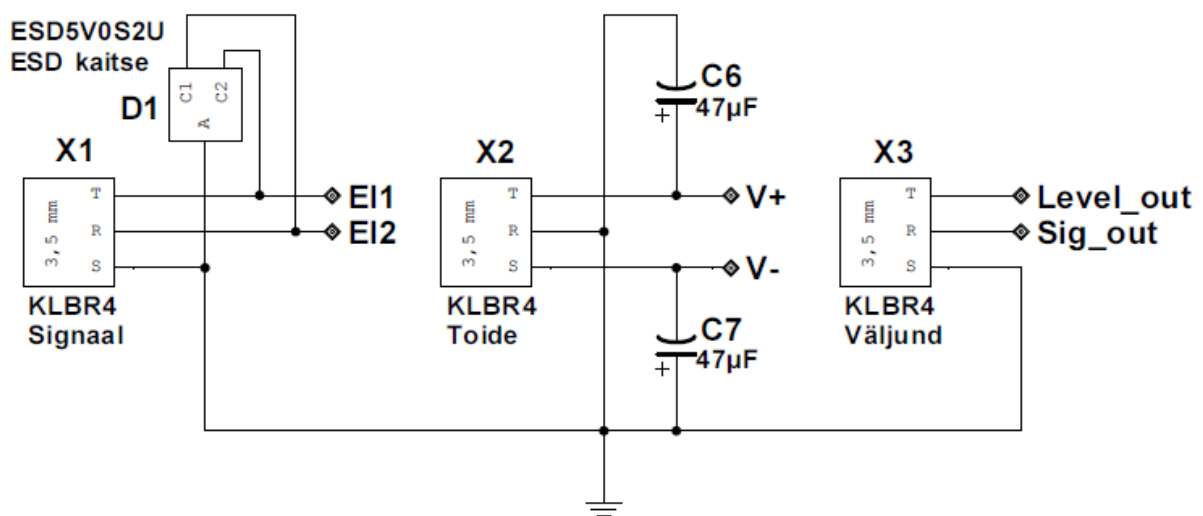 ESD5V0S2U
ESD kaitse
D1
C1
C2
A
X1
T
R
S
3,5 mm
KLBR4
Signaal
EI1
EI2
X2
T
R
S
3,5 mm
KLBR4
Toide
C6
47µF
+
V+
V-
C7
47µF
+
X3
T
R
S
3,5 mm
KLBR4
Väljund
Level_out
Sig_out